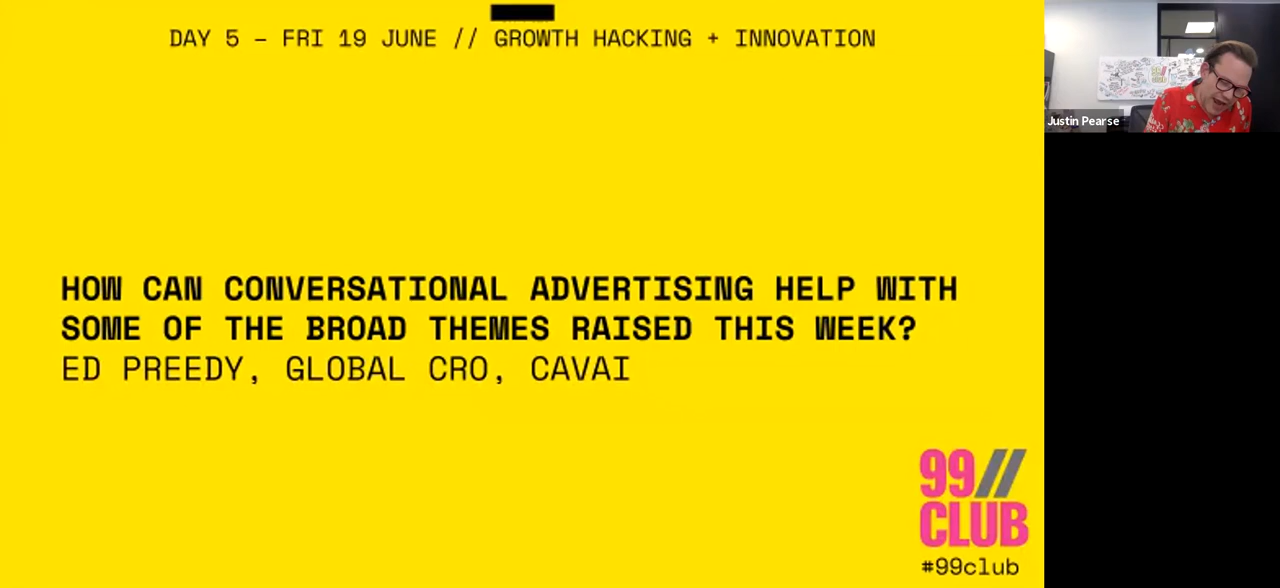 DAY 5 – FRI 19 JUNE // GROWTH HACKING + INNOVATION
Justin Pearse
HOW CAN CONVERSATIONAL ADVERTISING HELP WITH
SOME OF THE BROAD THEMES RAISED THIS WEEK?
ED PREEDY, GLOBAL CRO, CAVAI
99//
CLUB
#99club